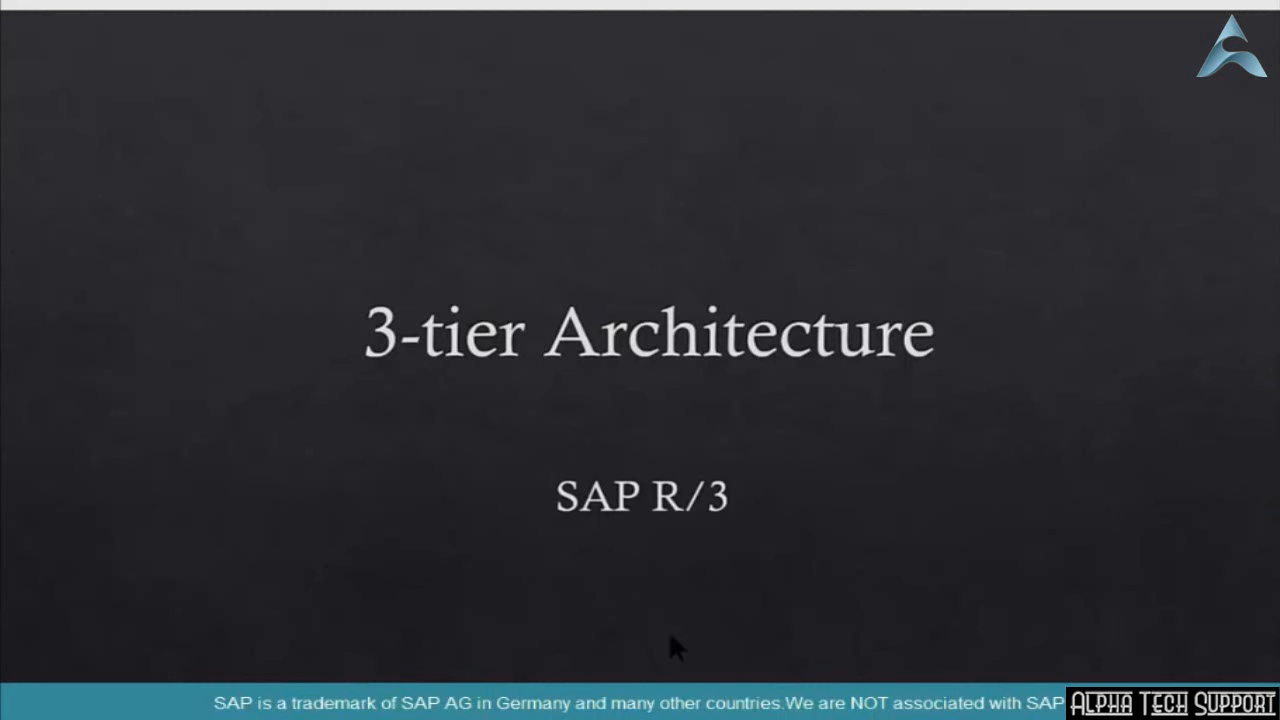 3-tier Architecture
SAP R/3
SAP is a trademark of SAP AG in Germany and many other countries.We are NOT associated with SAP
ALPHA TECH SUPPORT